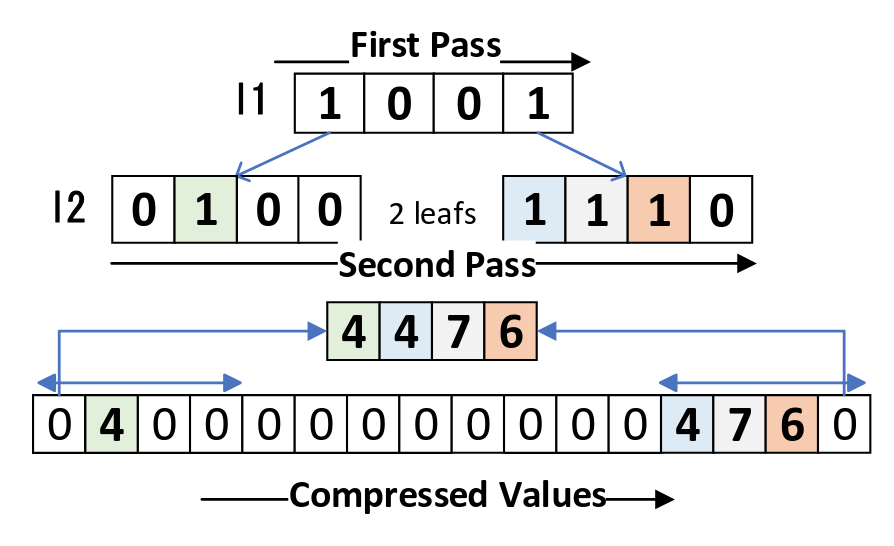 First Pass
l1 1 0 0 1
l2 0 1 0 0 2 leafs 1 1 1 0
Second Pass
4 4 7 6
0 4 0 0 0 0 0 0 0 0 0 0 4 7 6 0
Compressed Values